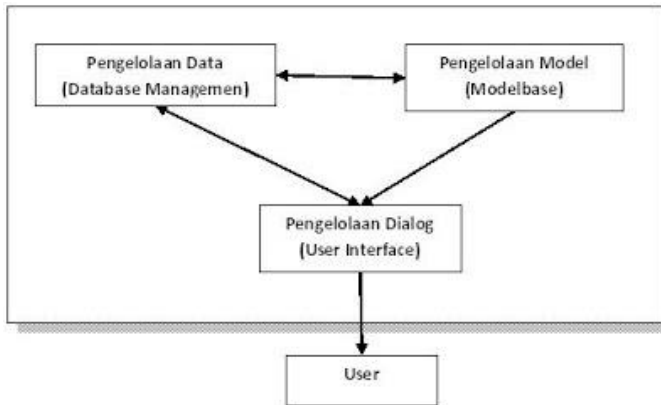 Pengelolaan Data
(Database Managemen)
Pengelolaan Model
(Modelbase)
Pengelolaan Dialog
(User Interface)
User